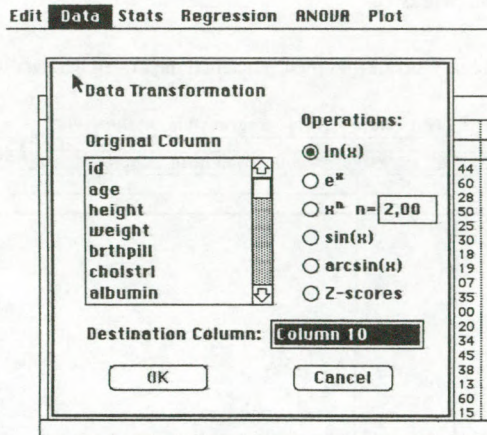 Edit Data Stats Regression ANOVA Plot
Data Transformation
Operations:
Original Column
id
age
height
weight
brthpill
cholstrl
albumin
ln(x)
eˣ
xⁿ n= 2,00
sin(x)
arcsin(x)
Z-scores
Destination Column: Column 10
OK
Cancel
44
60
28
50
25
30
18
19
07
35
00
20
34
45
38
13
60
15